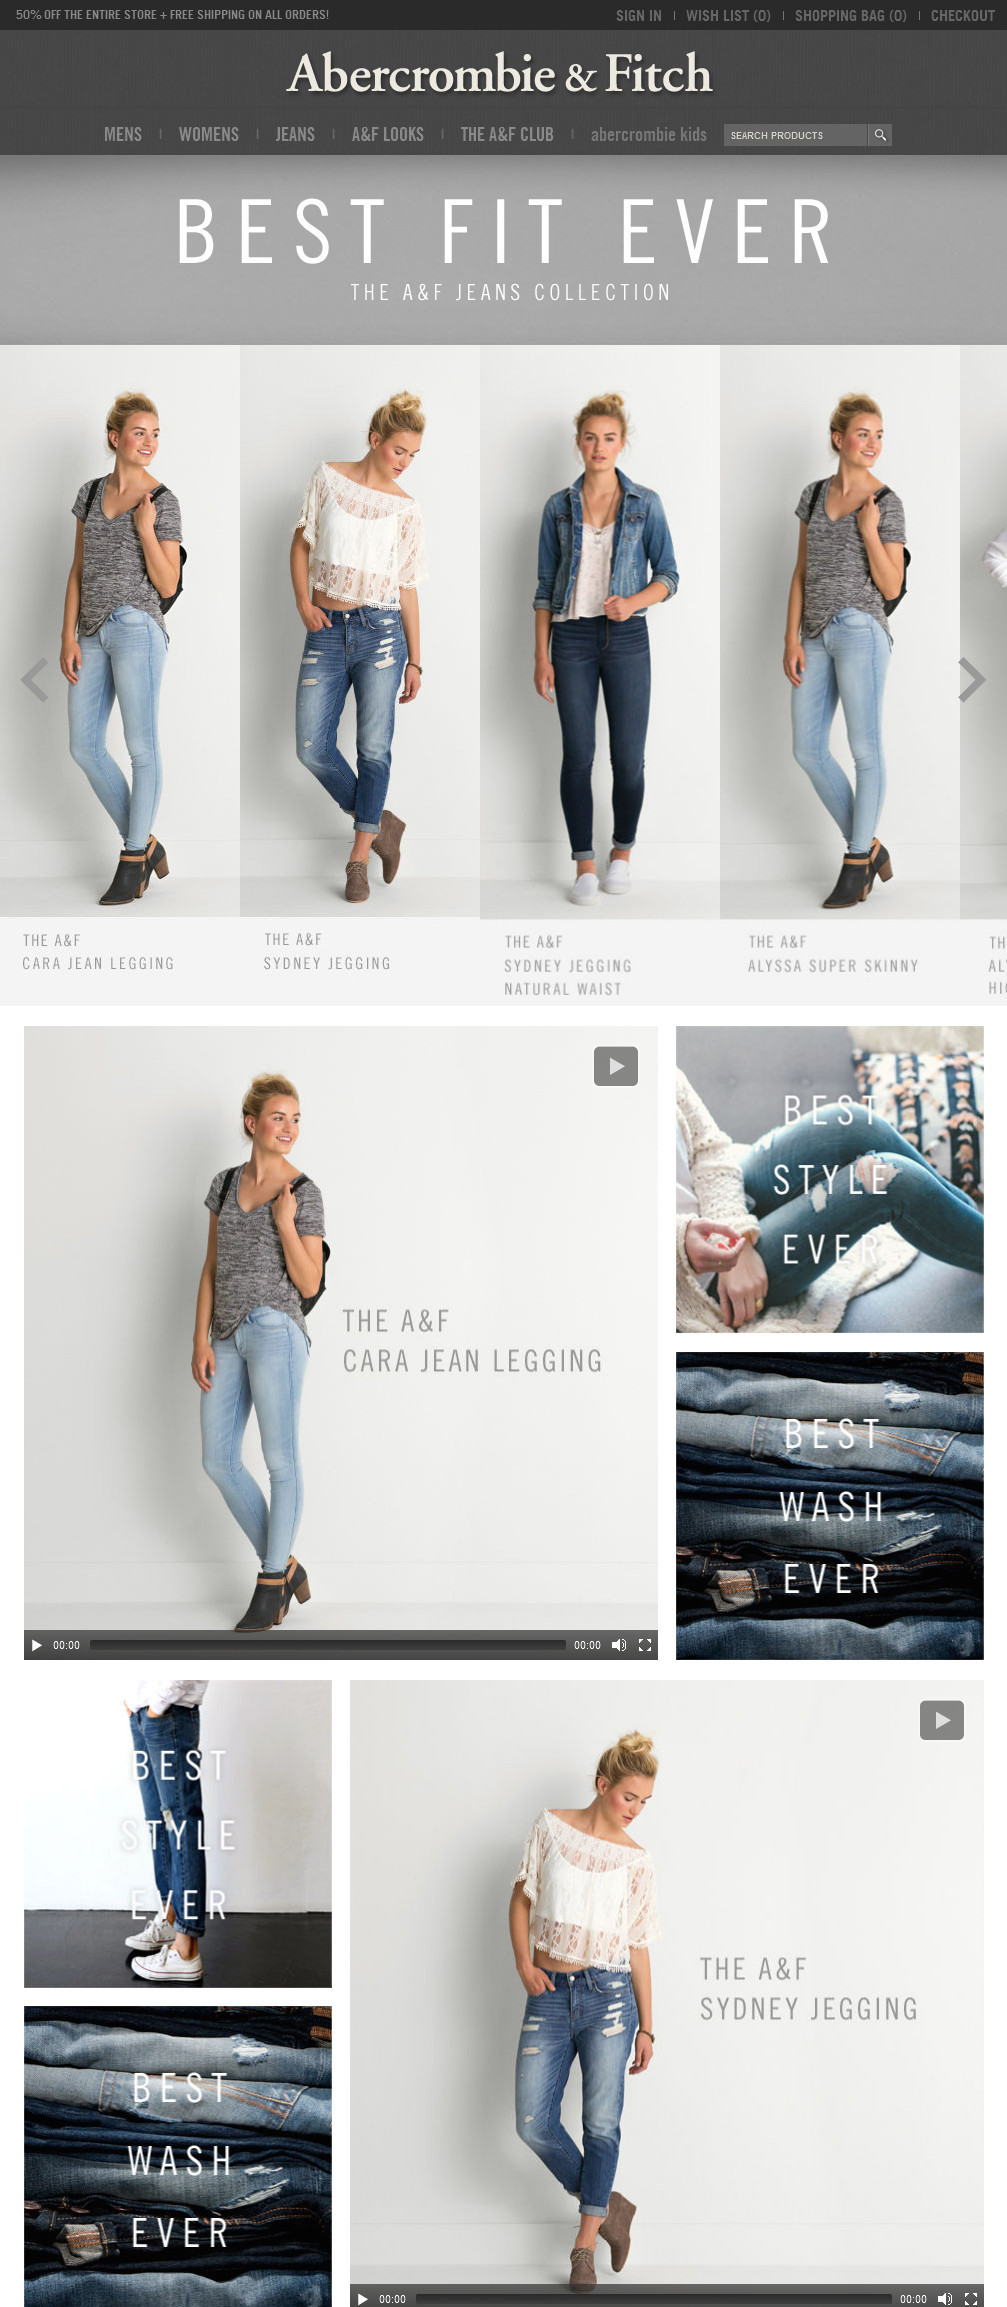 50% OFF THE ENTIRE STORE + FREE SHIPPING ON ALL ORDERS!
SIGN IN | WISH LIST (0) | SHOPPING BAG (0) | CHECKOUT
Abercrombie & Fitch
MENS | WOMENS | JEANS | A&F LOOKS | THE A&F CLUB | abercrombie kids
SEARCH PRODUCTS
BEST FIT EVER
THE A&F JEANS COLLECTION
THE A&F
CARA JEAN LEGGING
THE A&F
SYDNEY JEGGING
THE A&F
SYDNEY JEGGING
NATURAL WAIST
THE A&F
ALYSSA SUPER SKINNY
TH
AL
HI
THE A&F
CARA JEAN LEGGING
00:00
00:00
BEST
STYLE
EVER
BEST
WASH
EVER
BEST
STYLE
EVER
BEST
WASH
EVER
THE A&F
SYDNEY JEGGING
00:00
00:00